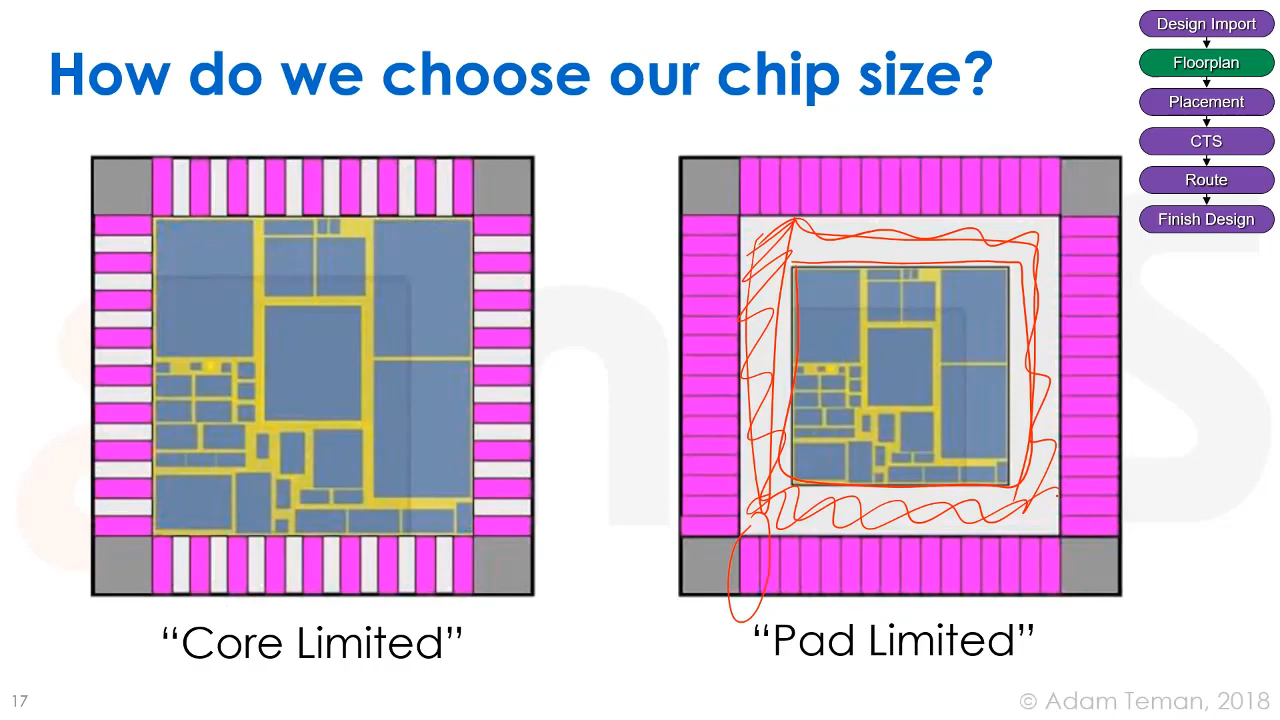 How do we choose our chip size?
Design Import
Floorplan
Placement
CTS
Route
Finish Design
“Core Limited”
“Pad Limited”
17
© Adam Teman, 2018